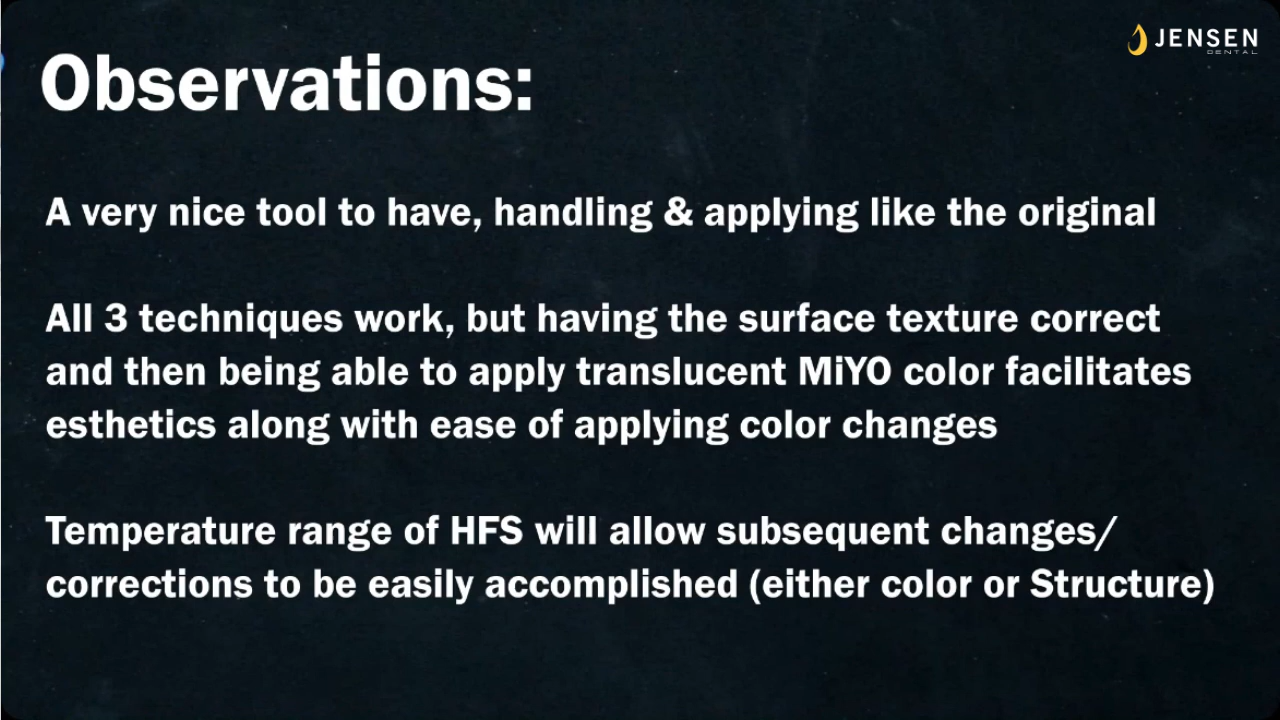 JENSEN
DENTAL
Observations:
A very nice tool to have, handling & applying like the original
All 3 techniques work, but having the surface texture correct
and then being able to apply translucent MiYO color facilitates
esthetics along with ease of applying color changes
Temperature range of HFS will allow subsequent changes/
corrections to be easily accomplished (either color or Structure)